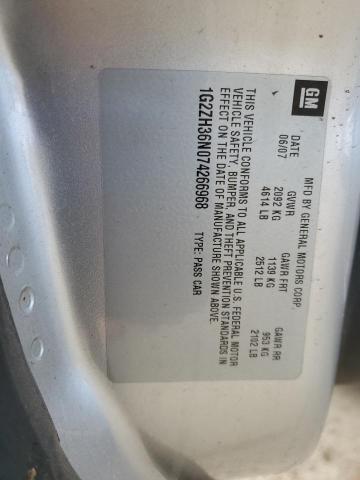 GM
MFD BY GENERAL MOTORS CORP.
DATE GVWR GAWR FRT GAWR RR
06/07 2092 KG 1139 KG 953 KG
4614 LB 2512 LB 2102 LB
THIS VEHICLE CONFORMS TO ALL APPLICABLE U.S. FEDERAL MOTOR
VEHICLE SAFETY, BUMPER, AND THEFT PREVENTION STANDARDS IN
EFFECT ON THE DATE OF MANUFACTURE SHOWN ABOVE.
1G2ZH36N074266968 TYPE: PASS CAR